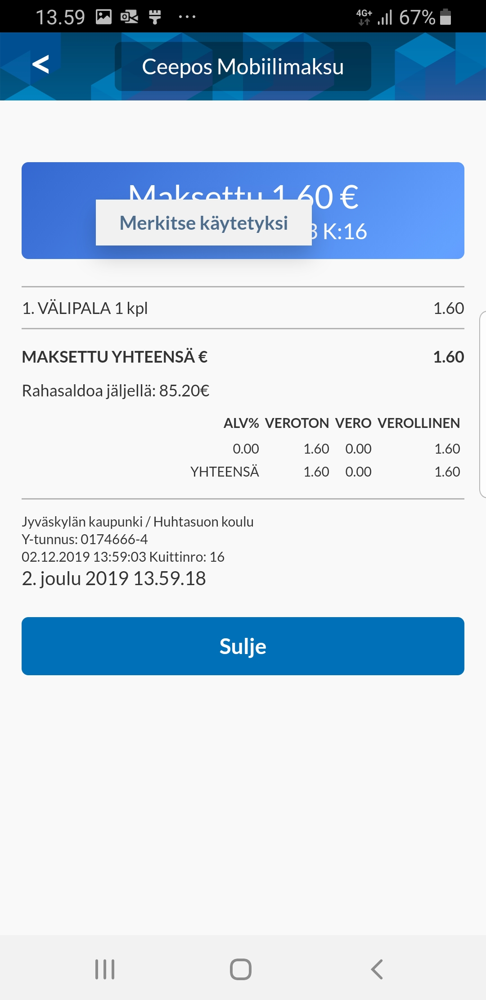 13.59 4G+ 67%
< Ceepos Mobiilimaksu
Maksettu 1.60 €
Merkitse käytetyksi
K:16
1. VÄLIPALA 1 kpl 1.60
MAKSETTU YHTEENSÄ € 1.60
Rahasaldoa jäljellä: 85.20€
ALV% VEROTON VERO VEROLLINEN
0.00 1.60 0.00 1.60
YHTEENSÄ 1.60 0.00 1.60
Jyväskylän kaupunki / Huhtasuon koulu
Y-tunnus: 0174666-4
02.12.2019 13:59:03 Kuittinro: 16
2. joulu 2019 13.59.18
Sulje